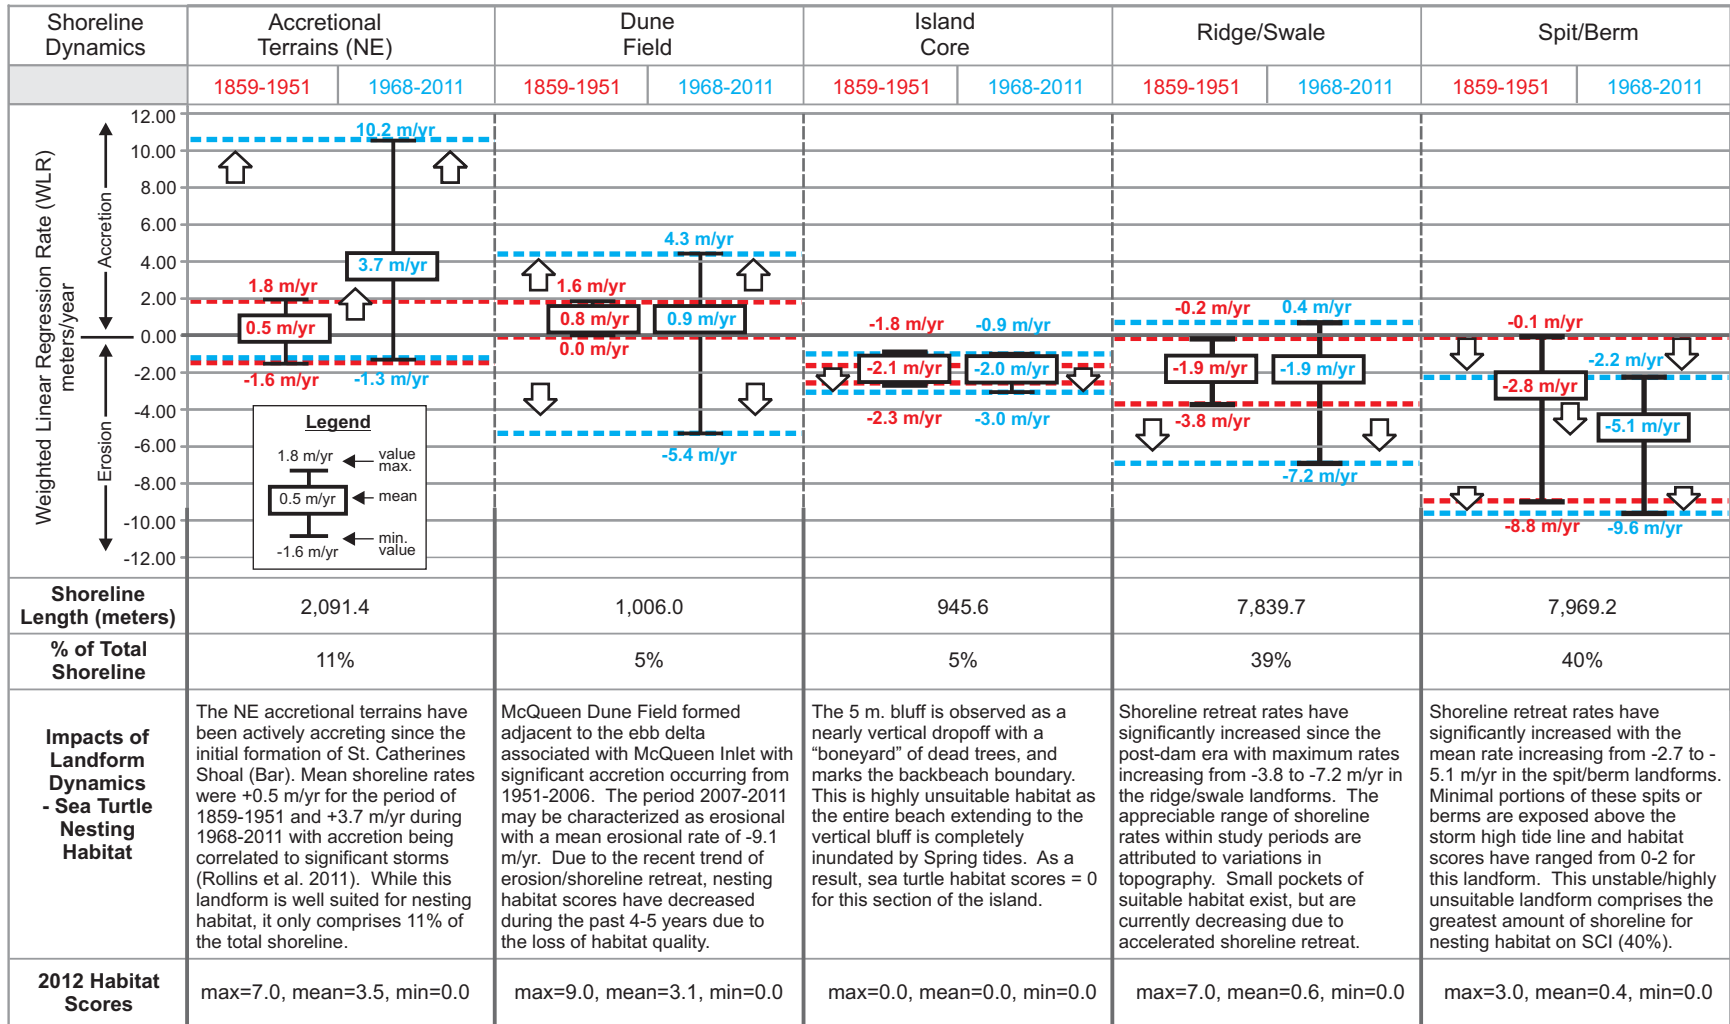 Shoreline
Dynamics
Accretional
Terrains (NE)
Dune
Field
Island
Core
Ridge/Swale
Spit/Berm
1859-1951
1968-2011
1859-1951
1968-2011
1859-1951
1968-2011
1859-1951
1968-2011
1859-1951
1968-2011
Weighted Linear Regression Rate (WLR)
meters/year
Accretion
Erosion
12.00
10.00
8.00
6.00
4.00
2.00
0.00
-2.00
-4.00
-6.00
-8.00
-10.00
-12.00
1.8 m/yr
0.5 m/yr
-1.6 m/yr
10.2 m/yr
3.7 m/yr
-1.3 m/yr
Legend
1.8 m/yr
value
max.
0.5 m/yr
mean
min.
value
-1.6 m/yr
1.6 m/yr
0.8 m/yr
0.0 m/yr
4.3 m/yr
0.9 m/yr
-5.4 m/yr
-1.8 m/yr
-2.1 m/yr
-2.3 m/yr
-0.9 m/yr
-2.0 m/yr
-3.0 m/yr
-0.2 m/yr
-1.9 m/yr
-3.8 m/yr
0.4 m/yr
-1.9 m/yr
-7.2 m/yr
-0.1 m/yr
-2.8 m/yr
-8.8 m/yr
-2.2 m/yr
-5.1 m/yr
-9.6 m/yr
Shoreline
Length (meters)
2,091.4
1,006.0
945.6
7,839.7
7,969.2
% of Total
Shoreline
11%
5%
5%
39%
40%
Impacts of
Landform
Dynamics
- Sea Turtle
Nesting
Habitat
The NE accretional terrains have
been actively accreting since the
initial formation of St. Catherines
Shoal (Bar). Mean shoreline rates
were +0.5 m/yr for the period of
1859-1951 and +3.7 m/yr during
1968-2011 with accretion being
correlated to significant storms
(Rollins et al. 2011). While this
landform is well suited for nesting
habitat, it only comprises 11% of
the total shoreline.
McQueen Dune Field formed
adjacent to the ebb delta
associated with McQueen Inlet with
significant accretion occurring from
1951-2006. The period 2007-2011
may be characterized as erosional
with a mean erosional rate of -9.1
m/yr. Due to the recent trend of
erosion/shoreline retreat, nesting
habitat scores have decreased
during the past 4-5 years due to
the loss of habitat quality.
The 5 m. bluff is observed as a
nearly vertical dropoff with a
“boneyard” of dead trees, and
marks the backbeach boundary.
This is highly unsuitable habitat as
the entire beach extending to the
vertical bluff is completely
inundated by Spring tides. As a
result, sea turtle habitat scores = 0
for this section of the island.
Shoreline retreat rates have
significantly increased since the
post-dam era with maximum rates
increasing from -3.8 to -7.2 m/yr in
the ridge/swale landforms. The
appreciable range of shoreline
rates within study periods are
attributed to variations in
topography. Small pockets of
suitable habitat exist, but are
currently decreasing due to
accelerated shoreline retreat.
Shoreline retreat rates have
significantly increased with the
mean rate increasing from -2.7 to -
5.1 m/yr in the spit/berm landforms.
Minimal portions of these spits or
berms are exposed above the
storm high tide line and habitat
scores have ranged from 0-2 for
this landform. This unstable/highly
unsuitable landform comprises the
greatest amount of shoreline for
nesting habitat on SCI (40%).
2012 Habitat
Scores
max=7.0, mean=3.5, min=0.0
max=9.0, mean=3.1, min=0.0
max=0.0, mean=0.0, min=0.0
max=7.0, mean=0.6, min=0.0
max=3.0, mean=0.4, min=0.0